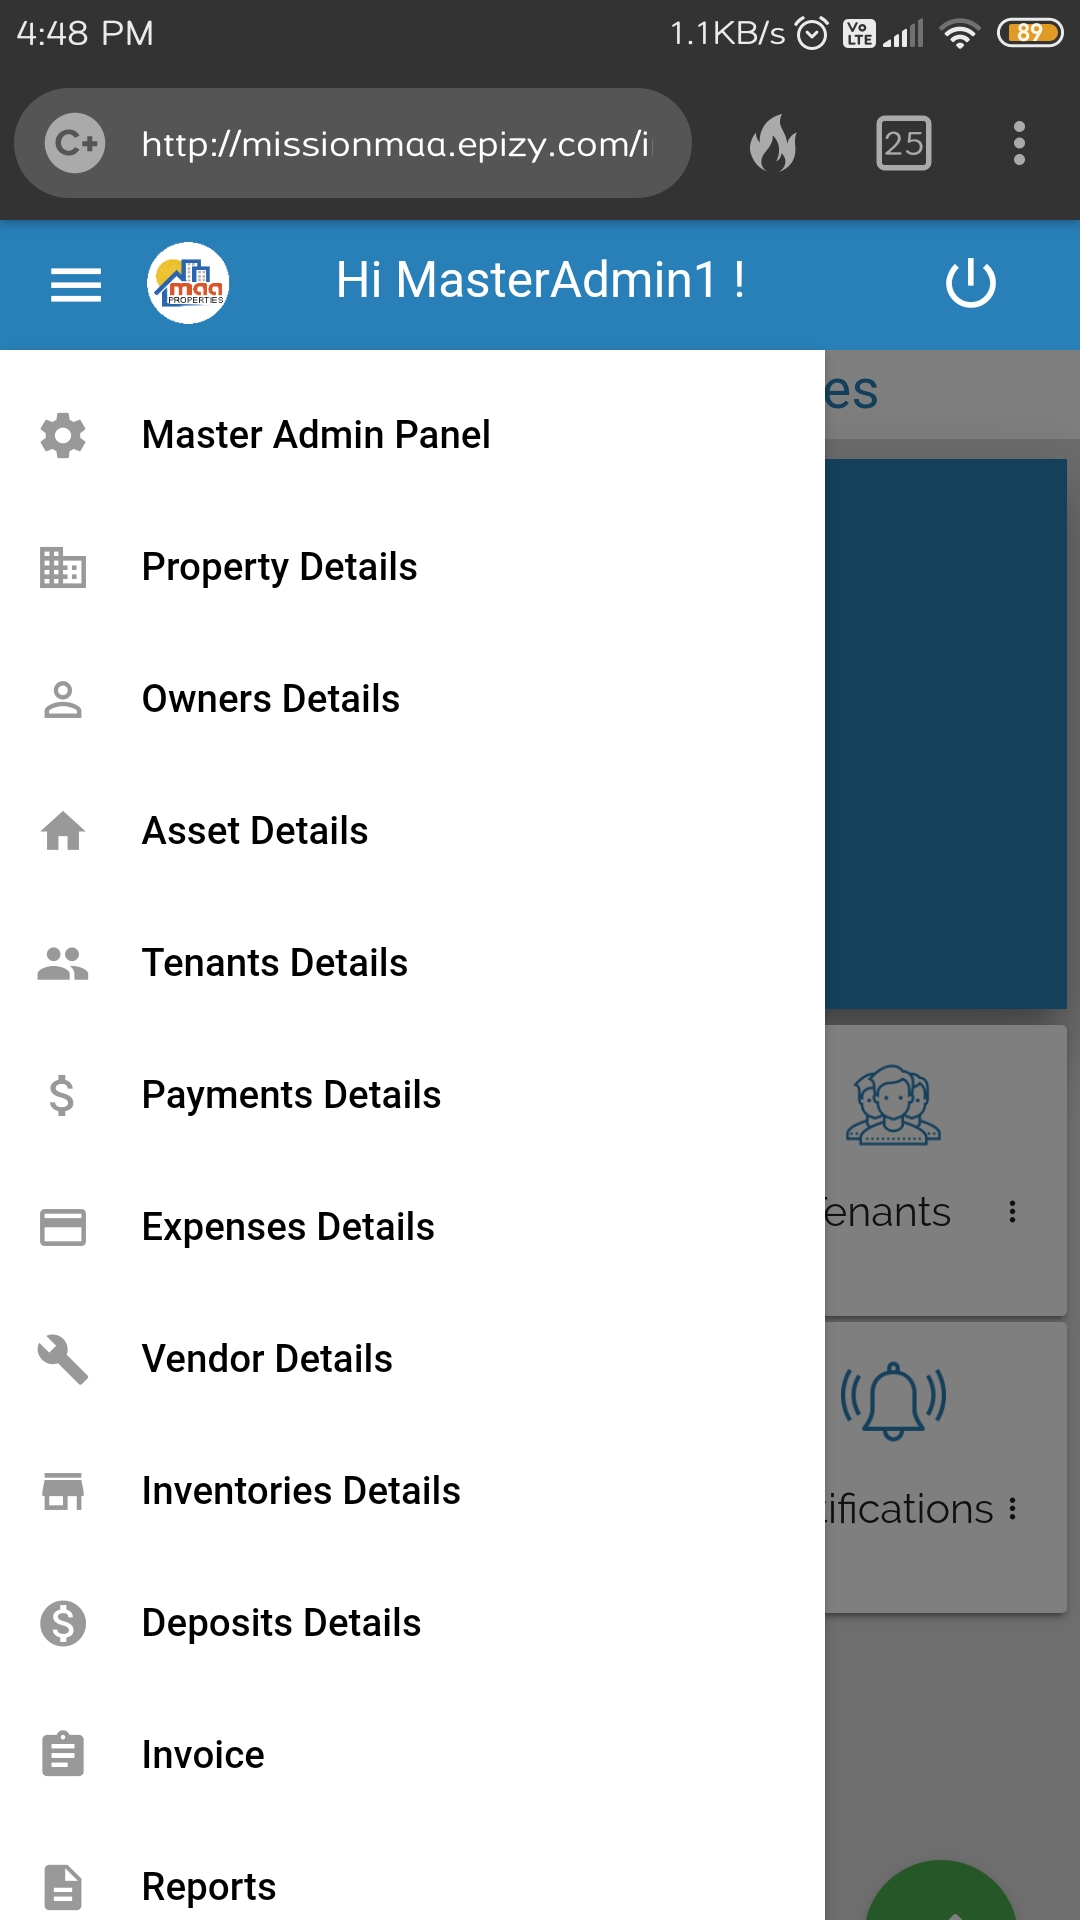 4:48 PM
1.1KB/s
Vo LTE
89
http://missionmaa.epizy.com/i
25
maa
PROPERTIES
Hi MasterAdmin1 !
es
Master Admin Panel
Property Details
Owners Details
Asset Details
Tenants Details
Payments Details
enants
Expenses Details
Vendor Details
Inventories Details
tifications
Deposits Details
Invoice
Reports